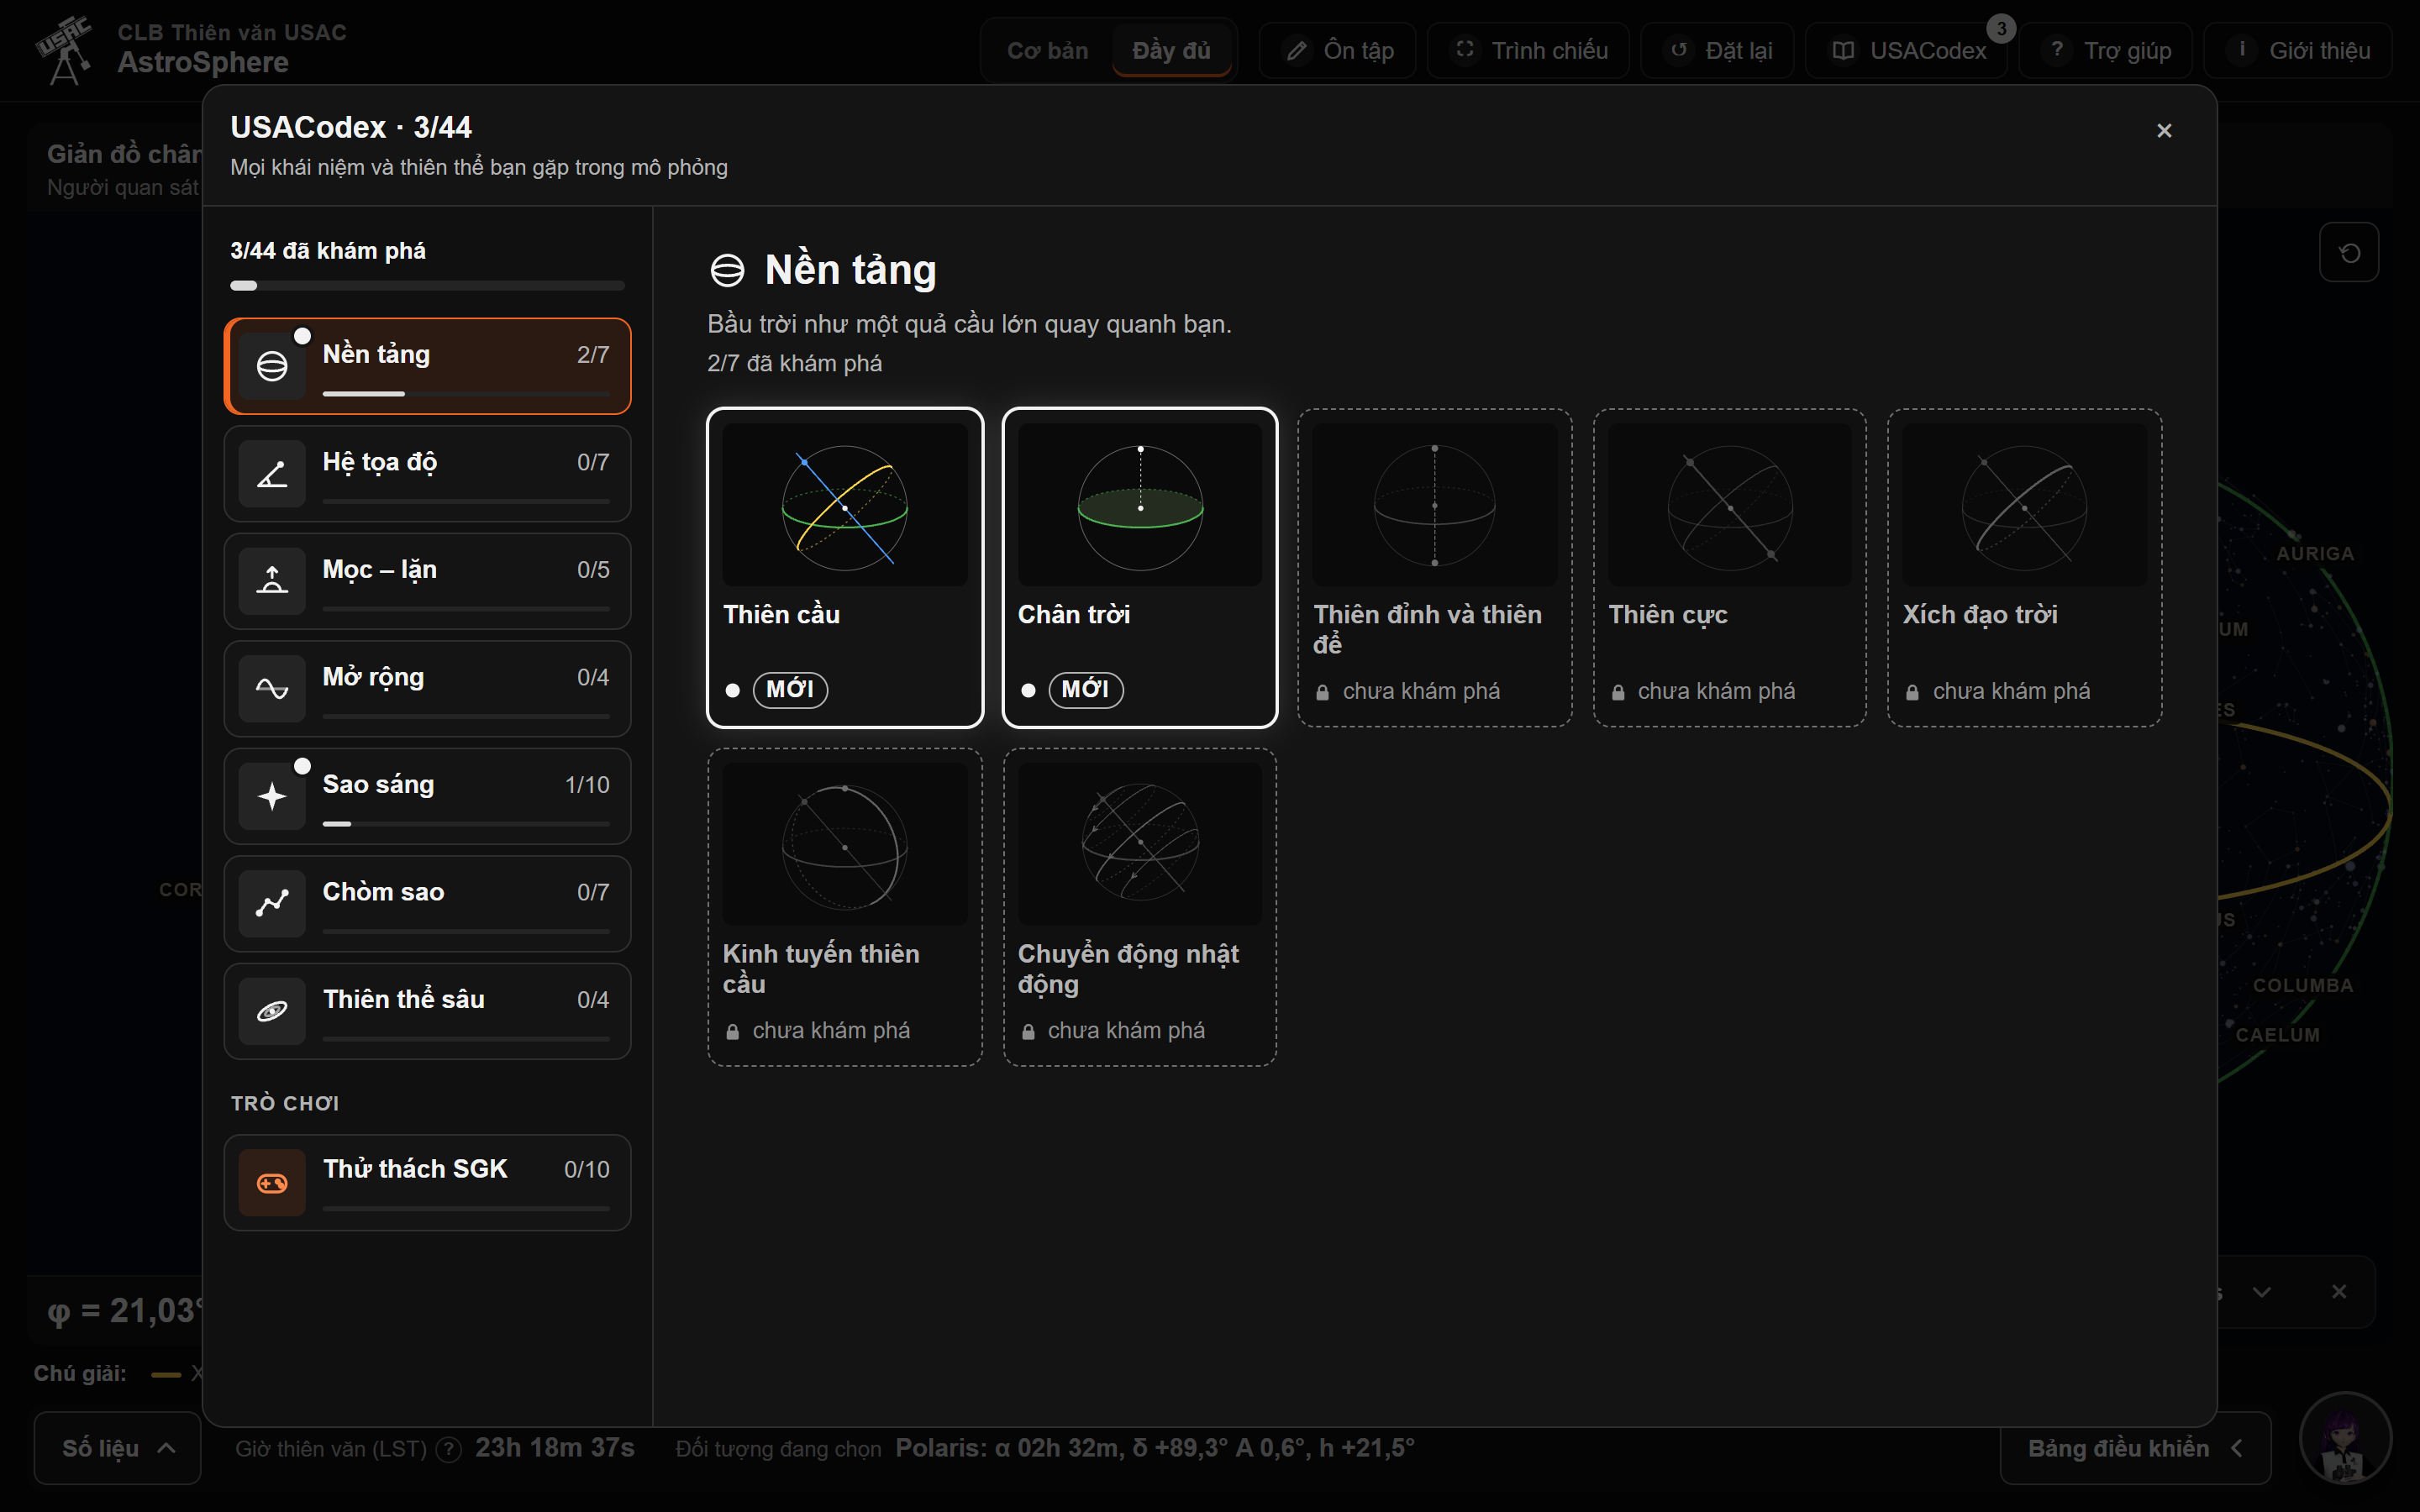 USAC
CLB Thiên văn USAC
AstroSphere
Cơ bản
Đầy đủ
Ôn tập
Trình chiếu
Đặt lại
USACodex
3
? Trợ giúp
i Giới thiệu
Giản đồ chân
Người quan sát
USACodex · 3/44
Mọi khái niệm và thiên thể bạn gặp trong mô phỏng
3/44 đã khám phá
Nền tảng 2/7
Hệ tọa độ 0/7
Mọc – lặn 0/5
Mở rộng 0/4
Sao sáng 1/10
Chòm sao 0/7
Thiên thể sâu 0/4
TRÒ CHƠI
Thử thách SGK 0/10
Nền tảng
Bầu trời như một quả cầu lớn quay quanh bạn.
2/7 đã khám phá
Thiên cầu
MỚI
Chân trời
MỚI
Thiên đỉnh và thiên
để
chưa khám phá
Thiên cực
chưa khám phá
Xích đạo trời
chưa khám phá
Kinh tuyến thiên
cầu
chưa khám phá
Chuyển động nhật
động
chưa khám phá
AURIGA
UM
ES
US
COLUMBA
CAELUM
COR
φ = 21,03°
Chú giải:
Số liệu
Giờ thiên văn (LST) ? 23h 18m 37s
Đối tượng đang chọn Polaris: α 02h 32m, δ +89,3° A 0,6°, h +21,5°
Bảng điều khiển